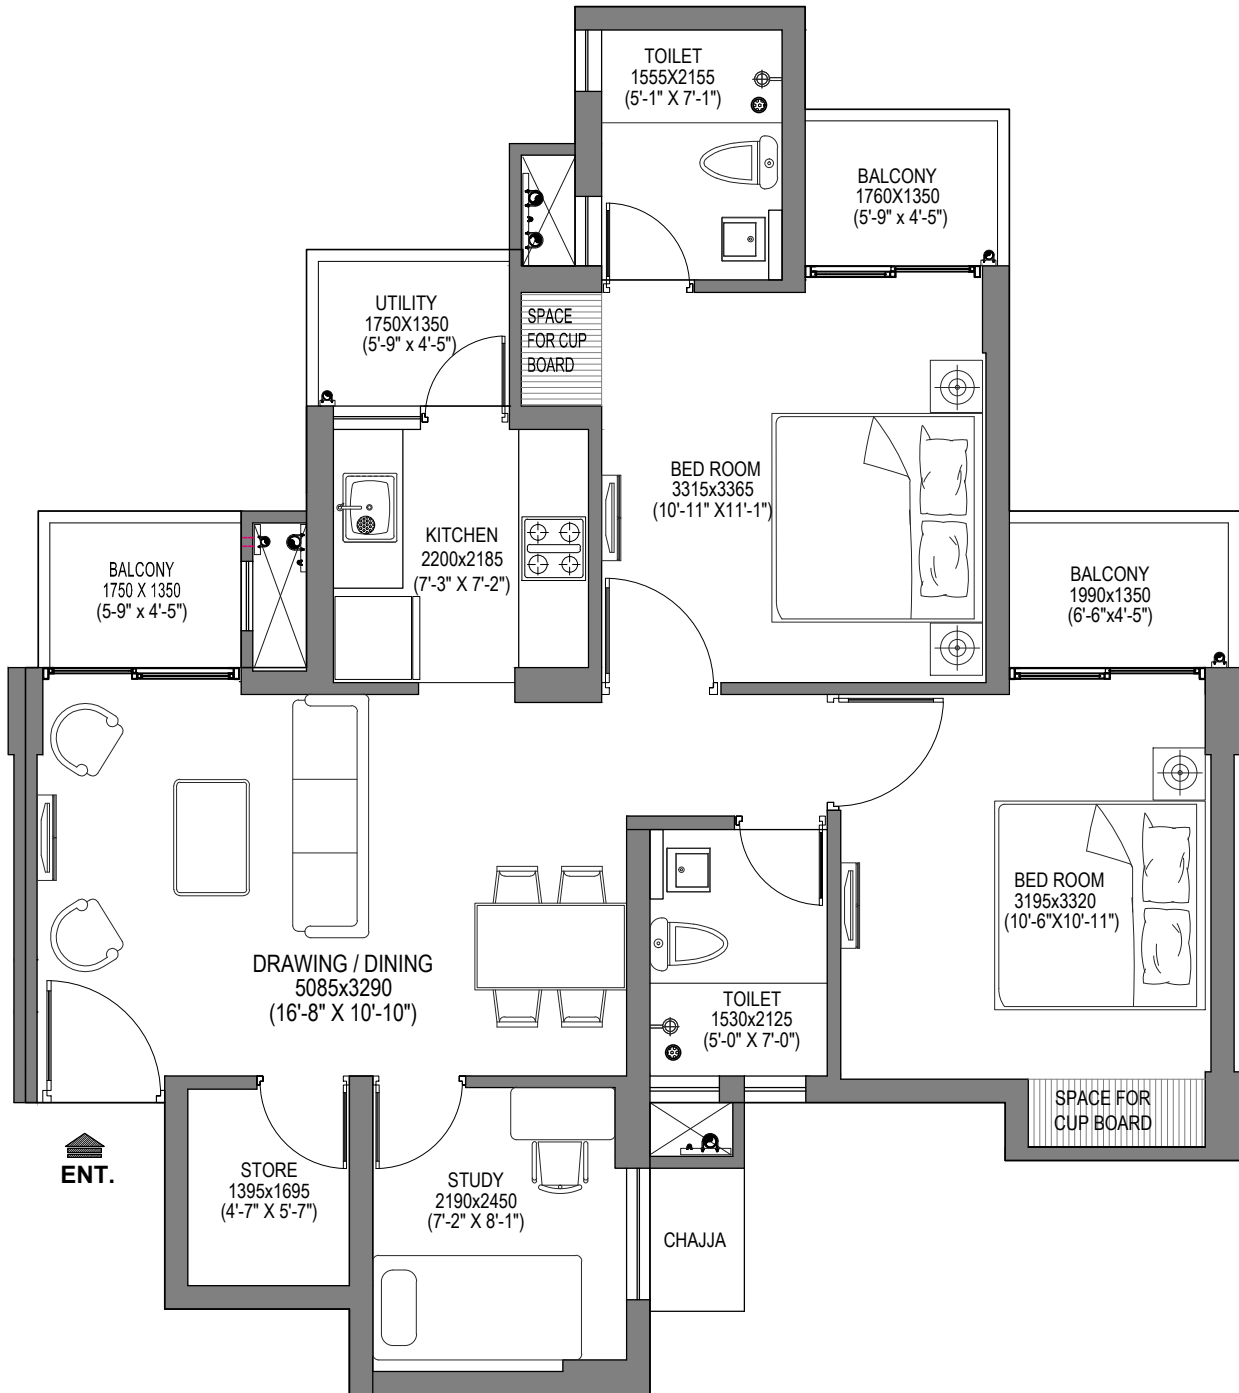 TOILET
1555X2155
(5'-1" X 7'-1")
BALCONY
1760X1350
(5'-9" x 4'-5")
UTILITY
1750X1350
(5'-9" x 4'-5")
SPACE
FOR CUP
BOARD
BED ROOM
3315x3365
(10'-11" X11'-1")
KITCHEN
2200x2185
(7'-3" X 7'-2")
BALCONY
1750 X 1350
(5-9" x 4'-5")
BALCONY
1990x1350
(6'-6"x4'-5")
BED ROOM
3195x3320
(10'-6"X10'-11")
DRAWING / DINING
5085x3290
(16'-8" X 10'-10")
TOILET
1530x2125
(5'-0" X 7'-0")
SPACE FOR
CUP BOARD
ENT.
STORE
1395x1695
(4'-7" X 5'-7")
STUDY
2190x2450
(7'-2" X 8'-1")
CHAJJA